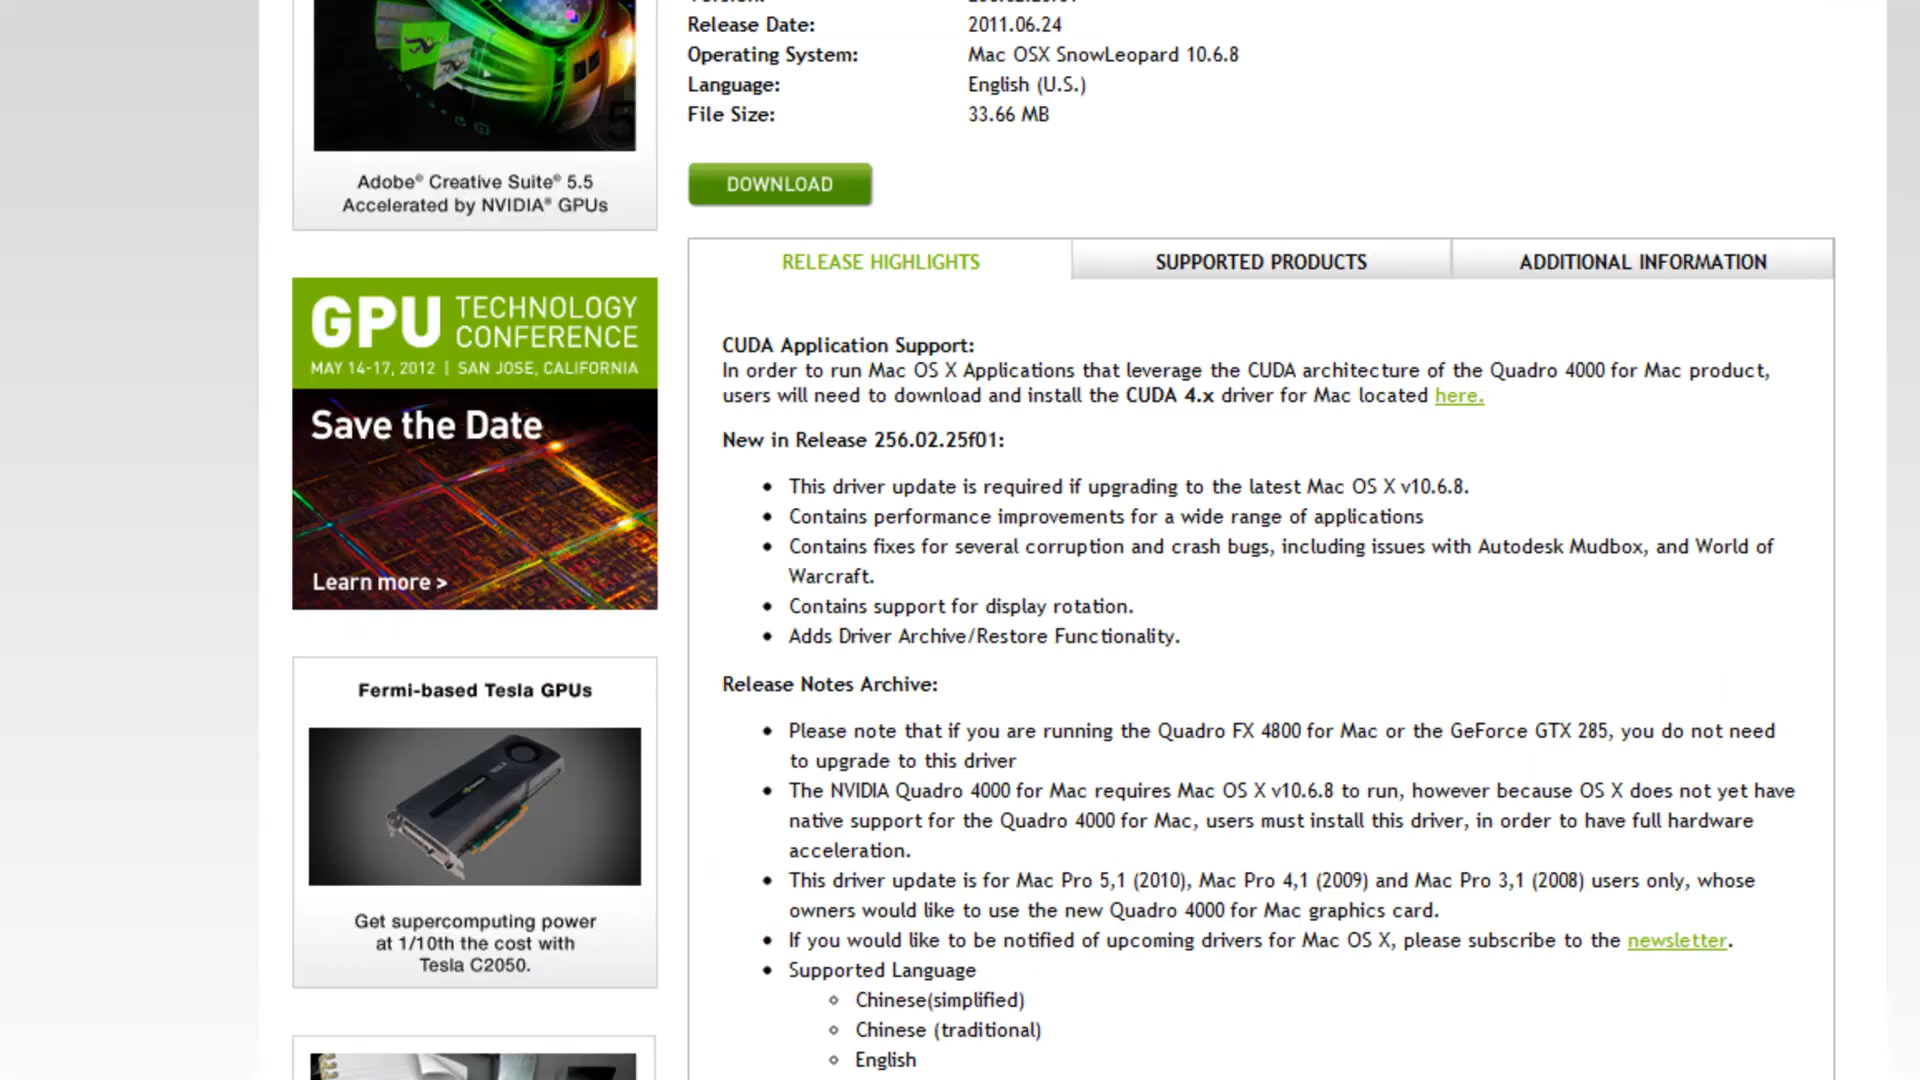 Release Date: 2011.06.24
Operating System: Mac OSX SnowLeopard 10.6.8
Language: English (U.S.)
File Size: 33.66 MB
DOWNLOAD
Adobe® Creative Suite® 5.5
Accelerated by NVIDIA® GPUs
GPU TECHNOLOGY CONFERENCE
MAY 14-17, 2012 | SAN JOSE, CALIFORNIA
Save the Date
Learn more >
Fermi-based Tesla GPUs
Get supercomputing power
at 1/10th the cost with
Tesla C2050.
RELEASE HIGHLIGHTS SUPPORTED PRODUCTS ADDITIONAL INFORMATION
CUDA Application Support:
In order to run Mac OS X Applications that leverage the CUDA architecture of the Quadro 4000 for Mac product,
users will need to download and install the CUDA 4.x driver for Mac located here.
New in Release 256.02.25f01:
• This driver update is required if upgrading to the latest Mac OS X v10.6.8.
• Contains performance improvements for a wide range of applications
• Contains fixes for several corruption and crash bugs, including issues with Autodesk Mudbox, and World of
Warcraft.
• Contains support for display rotation.
• Adds Driver Archive/Restore Functionality.
Release Notes Archive:
• Please note that if you are running the Quadro FX 4800 for Mac or the GeForce GTX 285, you do not need
to upgrade to this driver
• The NVIDIA Quadro 4000 for Mac requires Mac OS X v10.6.8 to run, however because OS X does not yet have
native support for the Quadro 4000 for Mac, users must install this driver, in order to have full hardware
acceleration.
• This driver update is for Mac Pro 5,1 (2010), Mac Pro 4,1 (2009) and Mac Pro 3,1 (2008) users only, whose
owners would like to use the new Quadro 4000 for Mac graphics card.
• If you would like to be notified of upcoming drivers for Mac OS X, please subscribe to the newsletter.
• Supported Language
Chinese(simplified)
Chinese (traditional)
English